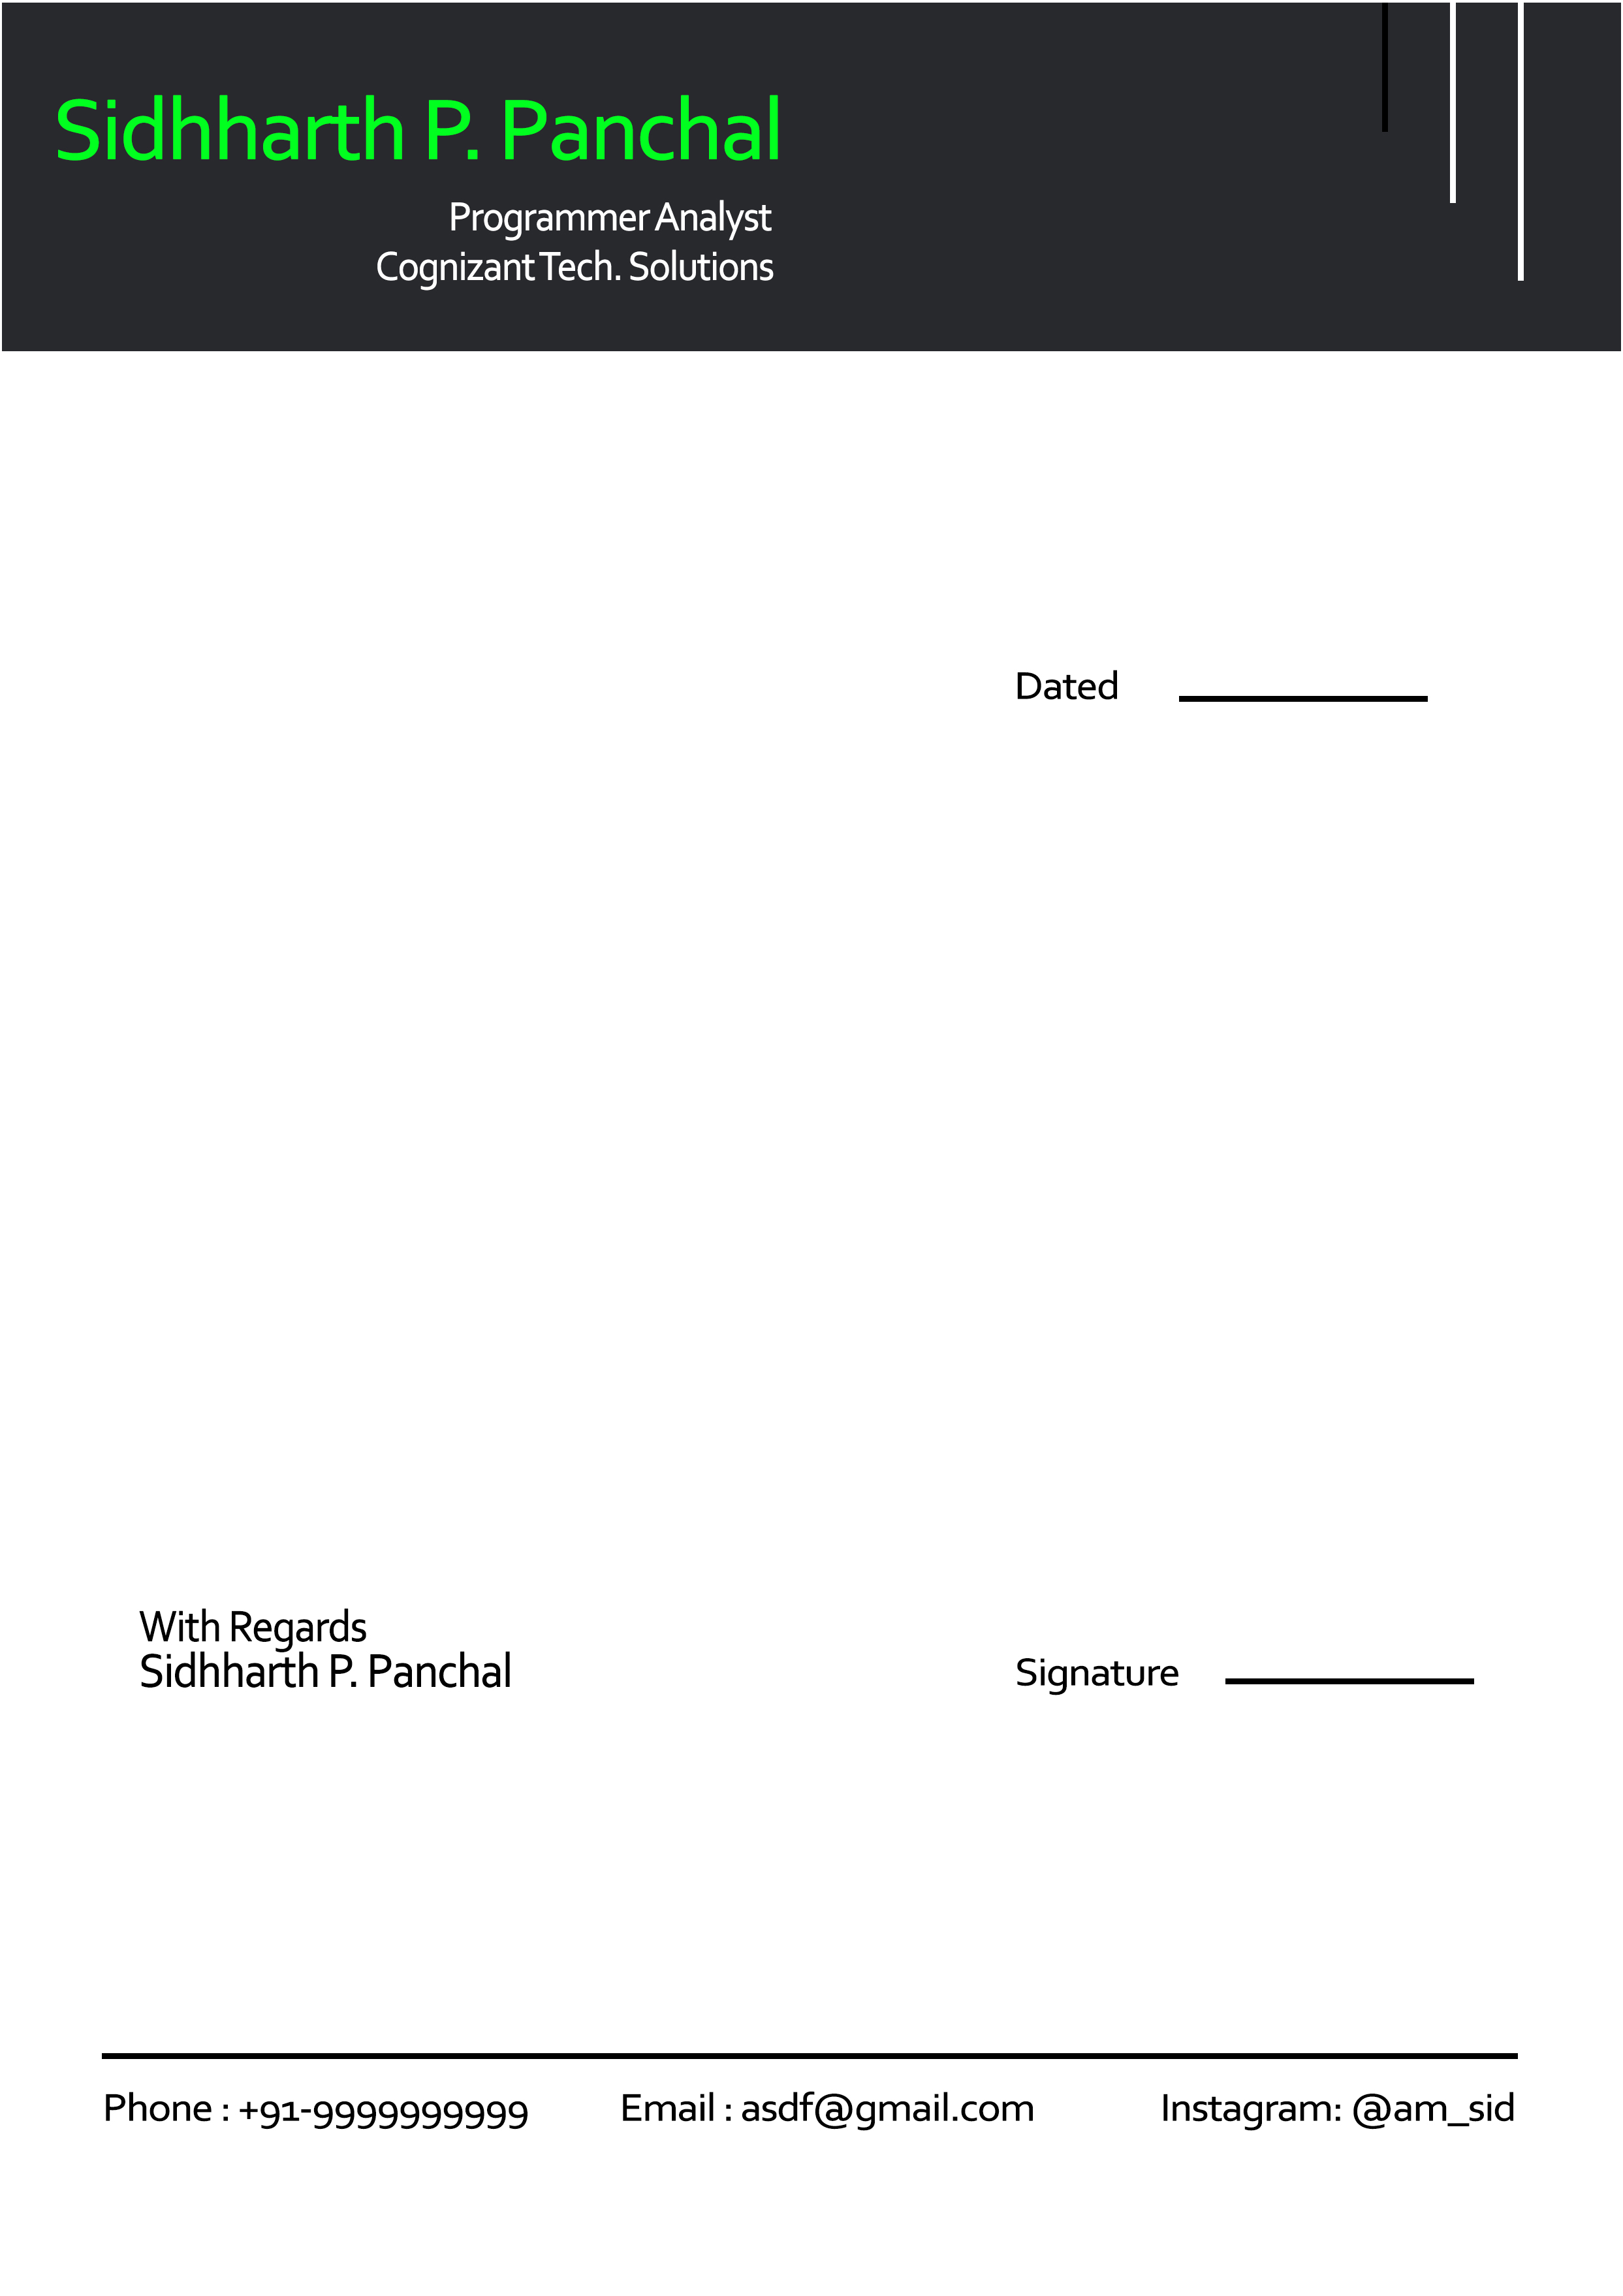 Sidhharth P. Panchal
Programmer Analyst
Cognizant Tech. Solutions
Dated
With Regards
Sidhharth P. Panchal
Signature
Phone : +91-9999999999 Email : asdf@gmail.com Instagram: @am_sid